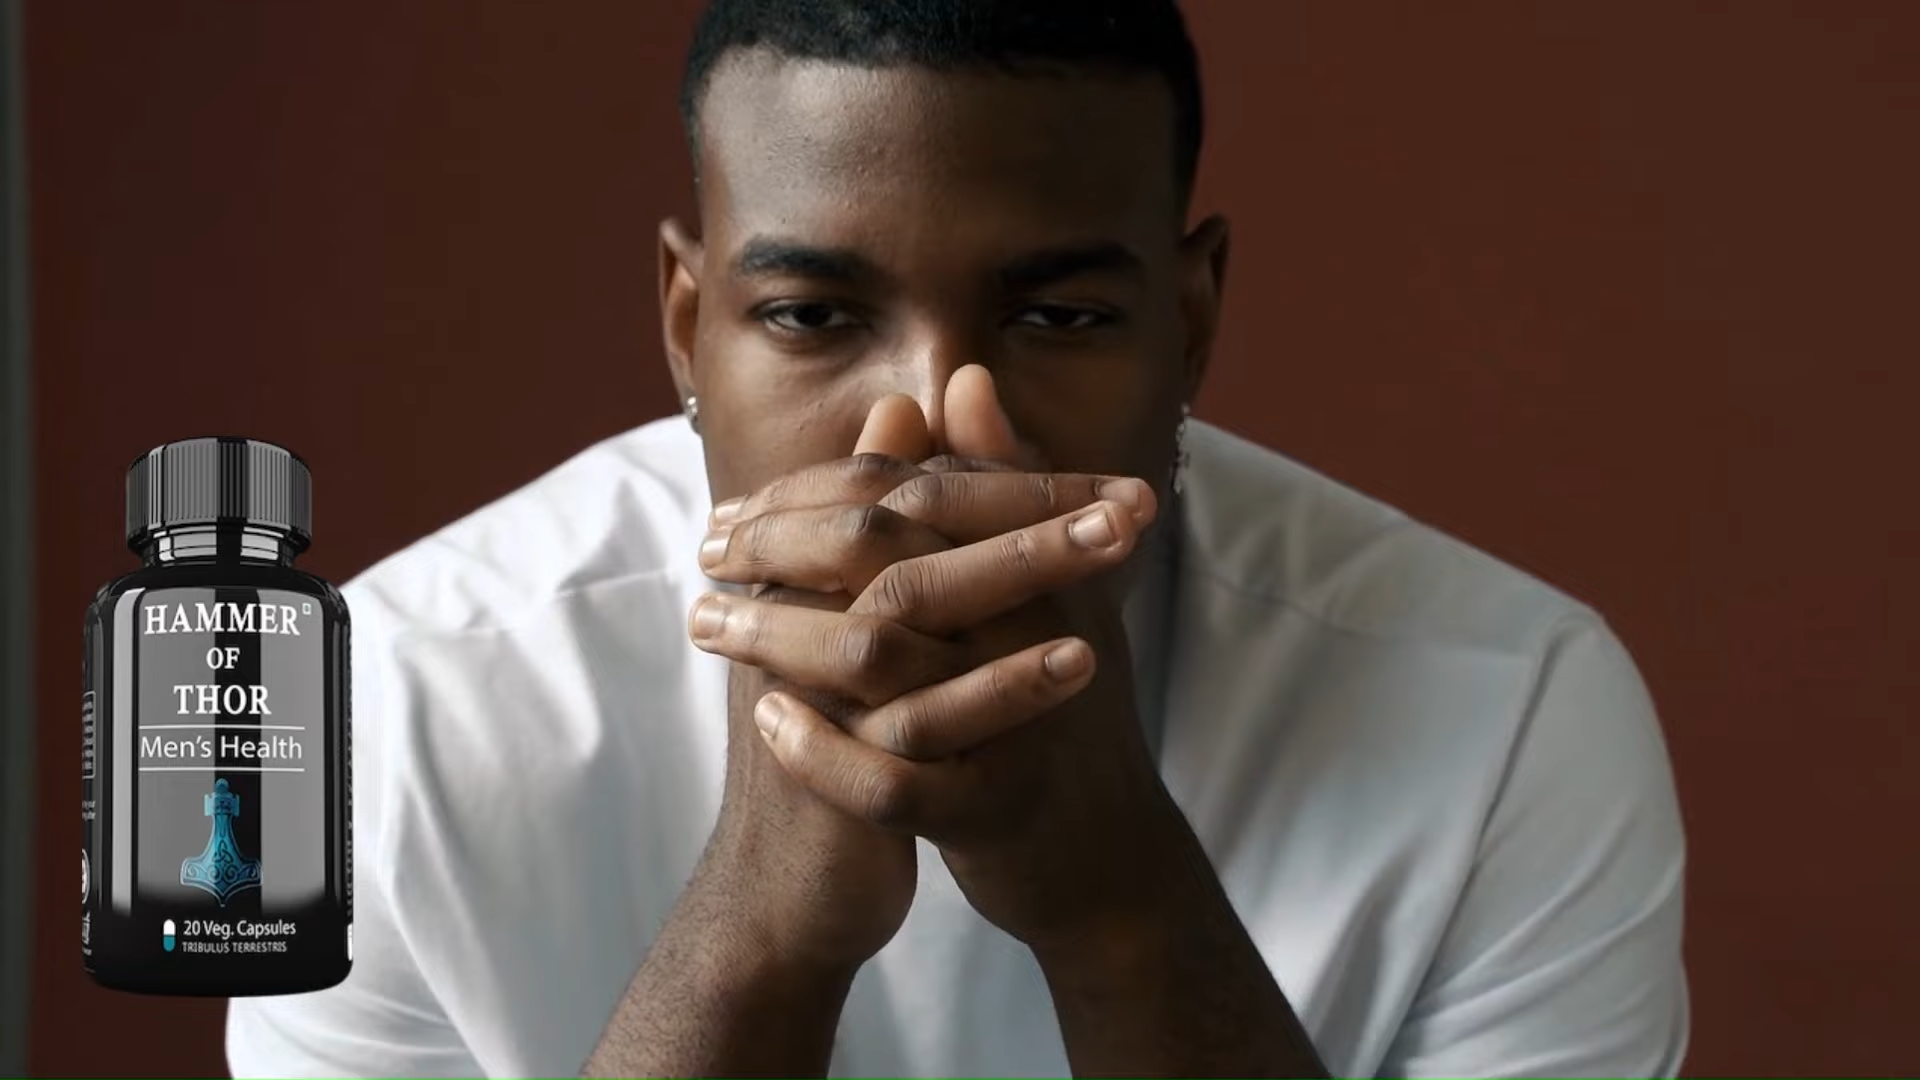 HAMMER
OF
THOR
Men's Health
20 Veg. Capsules
TRIBULUS TERRESTRIS